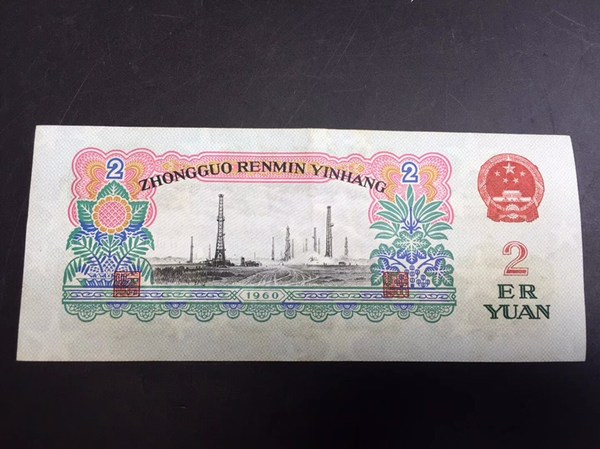 2
ZHONGGUO RENMIN YINHANG
2
1960
2
ER
YUAN